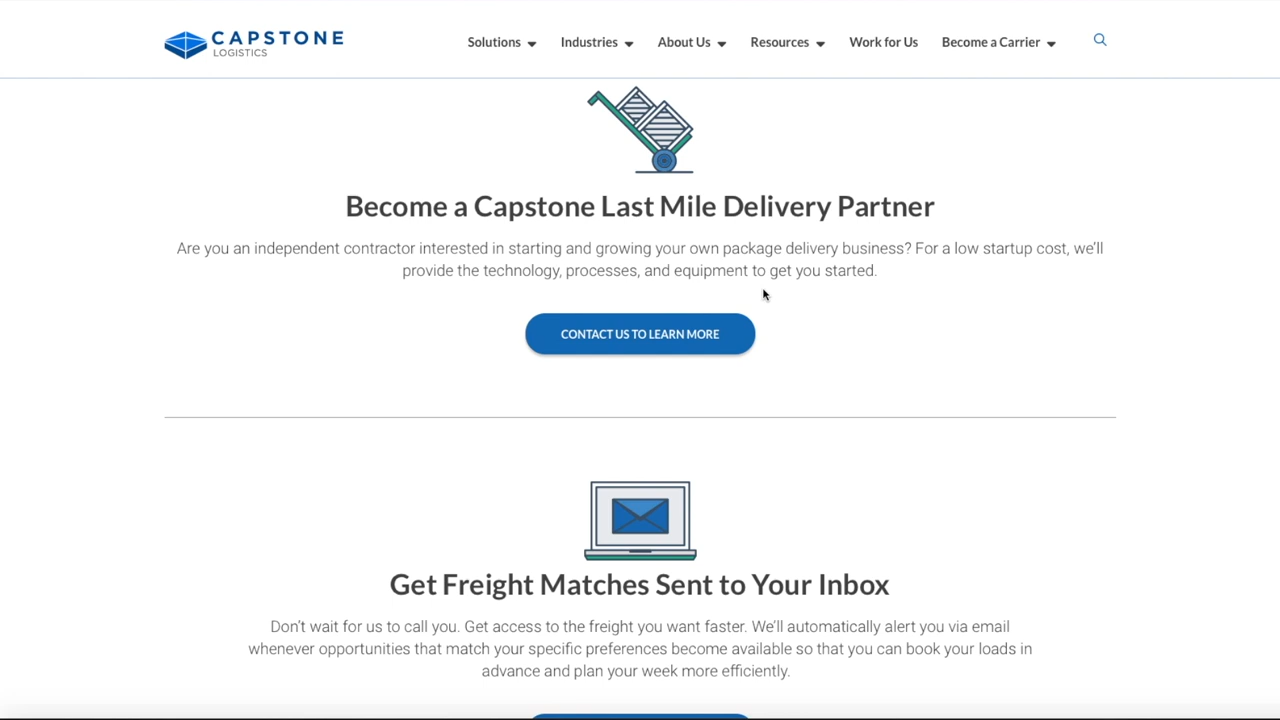 CAPSTONE
LOGISTICS
Solutions Industries About Us Resources Work for Us Become a Carrier
Become a Capstone Last Mile Delivery Partner
Are you an independent contractor interested in starting and growing your own package delivery business? For a low startup cost, we'll
provide the technology, processes, and equipment to get you started.
CONTACT US TO LEARN MORE
Get Freight Matches Sent to Your Inbox
Don't wait for us to call you. Get access to the freight you want faster. We'll automatically alert you via email
whenever opportunities that match your specific preferences become available so that you can book your loads in
advance and plan your week more efficiently.